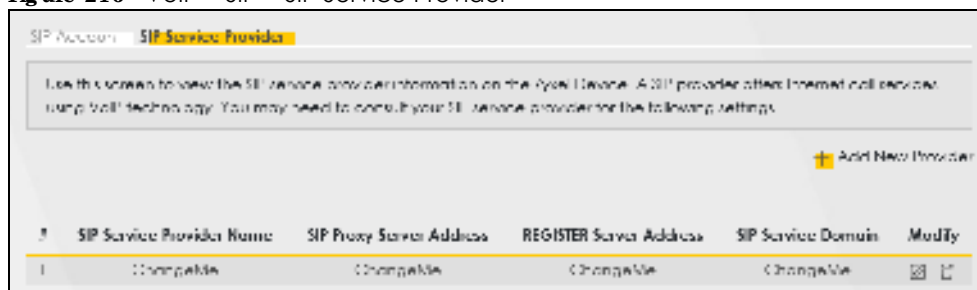 SIP Account SIP Service Provider
Use this screen to view the SIP service provider information on the Zyxel Device. A SIP provider offers Internet call services
using VoIP technology. You may need to consult your SIP service provider for the following settings.
+ Add New Provider
# SIP Service Provider Name SIP Proxy Server Address REGISTER Server Address SIP Service Domain Modify
1 ChangeMe ChangeMe ChangeMe ChangeMe